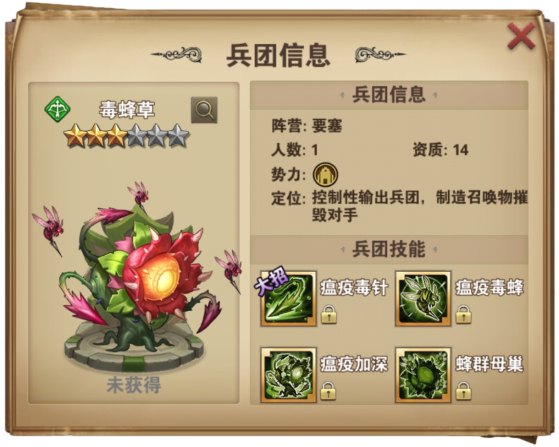 兵团信息
毒蜂草
未获得
兵团信息
阵营: 要塞
人数: 1 资质: 14
势力:
定位: 控制性输出兵团，制造召唤物摧
毁对手
兵团技能
大招
瘟疫毒针
瘟疫毒蜂
瘟疫加深
蜂群母巢